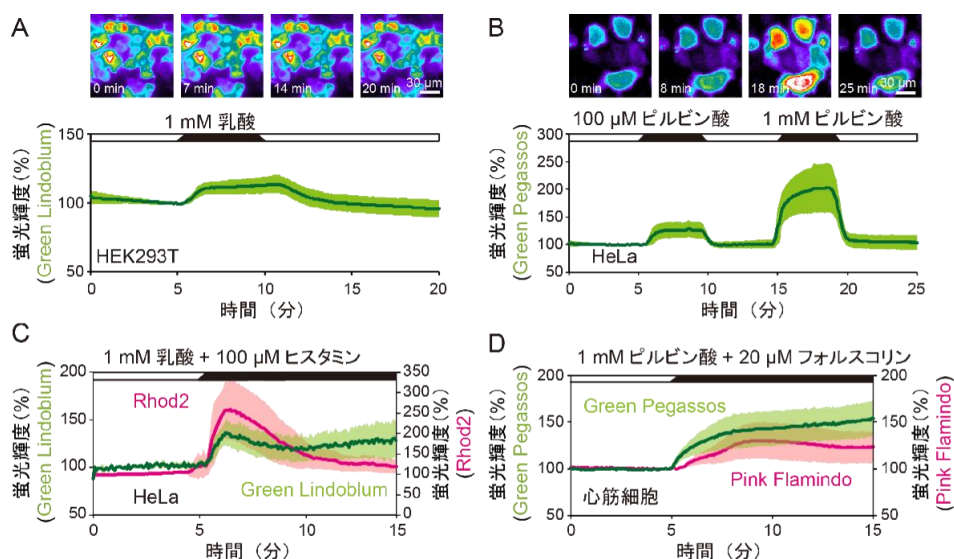 A
0 min
7 min
14 min
20 min
30 µm
1 mM 乳酸
150
100
50
蛍光輝度(%)
(Green Lindoblum)
HEK293T
0
5
10
15
20
時間（分）
B
0 min
8 min
18 min
25 min
30 µm
100 µM ピルビン酸
1 mM ピルビン酸
300
250
200
150
100
50
蛍光輝度(%)
(Green Pegassos)
HeLa
0
5
10
15
20
25
時間（分）
C
1 mM 乳酸 + 100 µM ヒスタミン
200
150
100
50
蛍光輝度(%)
(Green Lindoblum)
Rhod2
Green Lindoblum
HeLa
350
300
250
200
150
100
50
0
蛍光輝度(%)
(Rhod2)
0
5
10
15
時間（分）
D
1 mM ピルビン酸 + 20 µM フォルスコリン
200
150
100
50
蛍光輝度(%)
(Green Pegassos)
Green Pegassos
Pink Flamindo
心筋細胞
200
150
100
50
蛍光輝度(%)
(Pink Flamindo)
0
5
10
15
時間（分）